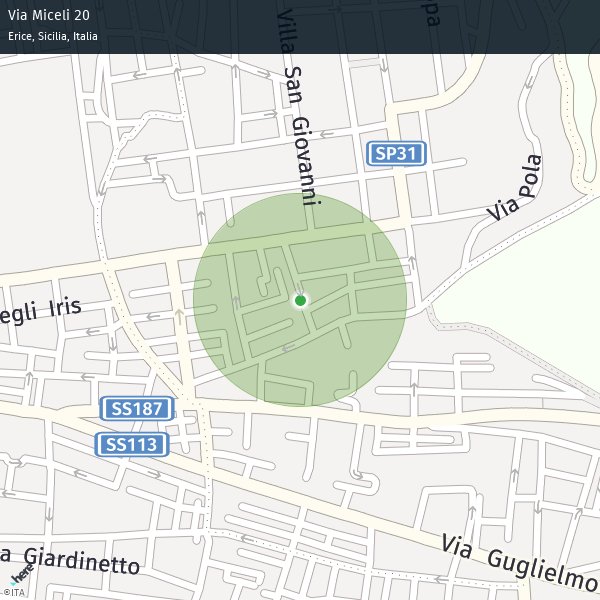 Via Miceli 20
Erice, Sicilia, Italia
Villa San Giovanni
SP31
Via Pola
egli Iris
SS187
SS113
Via Guglielmo
a Giardinetto
here
©ITA